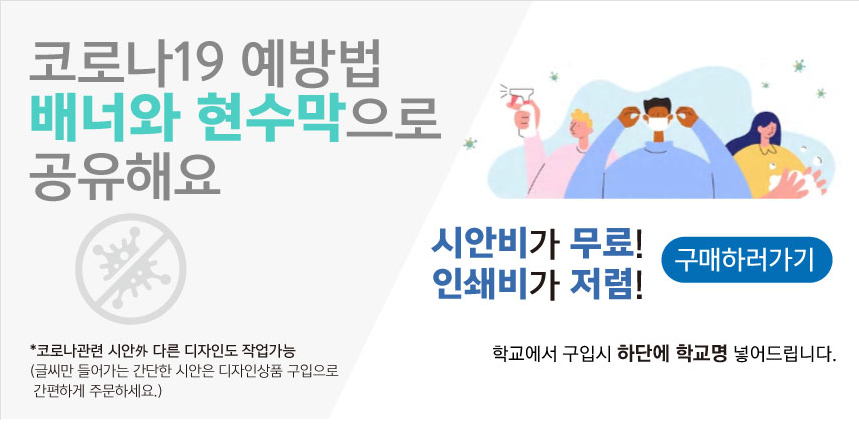 코로나19 예방법
배너와 현수막으로
공유해요
시안비가 무료!
인쇄비가 저렴!
구매하러가기
*코로나관련 시안外 다른 디자인도 작업가능
(글씨만 들어가는 간단한 시안은 디자인상품 구입으로
간편하게 주문하세요.)
학교에서 구입시 하단에 학교명 넣어드립니다.